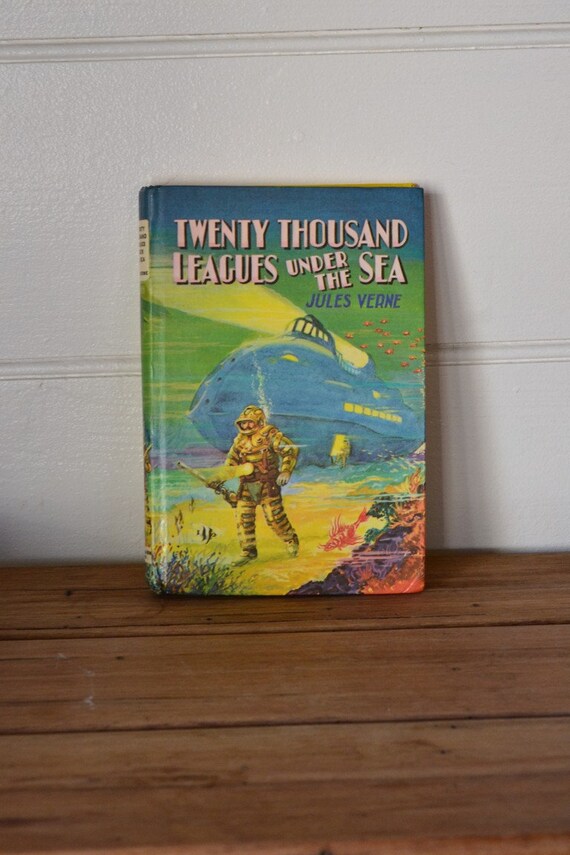 TWENTY THOUSAND
LEAGUES UNDER THE SEA
JULES VERNE